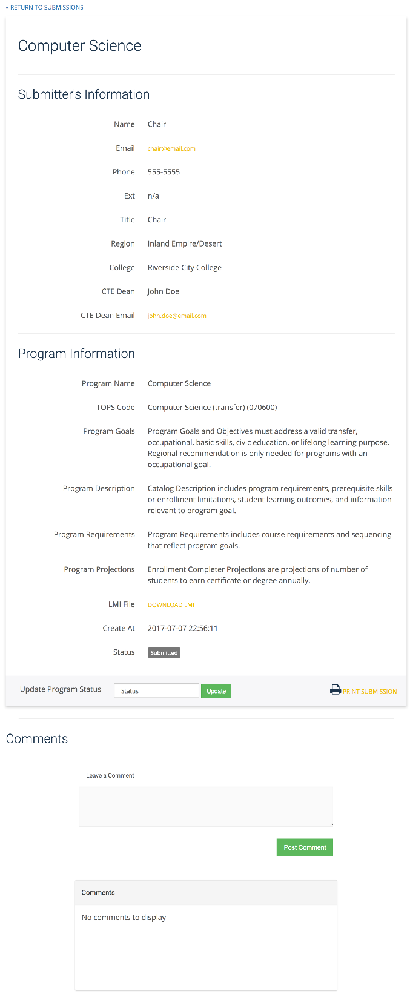 « RETURN TO SUBMISSIONS
Computer Science
Submitter's Information
Name Chair
Email chair@email.com
Phone 555-5555
Ext n/a
Title Chair
Region Inland Empire/Desert
College Riverside City College
CTE Dean John Doe
CTE Dean Email john.doe@email.com
Program Information
Program Name Computer Science
TOPS Code Computer Science (transfer) (070600)
Program Goals Program Goals and Objectives must address a valid transfer,
occupational, basic skills, civic education, or lifelong learning purpose.
Regional recommendation is only needed for programs with an
occupational goal.
Program Description Catalog Description includes program requirements, prerequisite skills
or enrollment limitations, student learning outcomes, and information
relevant to program goal.
Program Requirements Program Requirements includes course requirements and sequencing
that reflect program goals.
Program Projections Enrollment Completer Projections are projections of number of
students to earn certificate or degree annually.
LMI File DOWNLOAD LMI
Create At 2017-07-07 22:56:11
Status Submitted
Update Program Status Status Update PRINT SUBMISSION
Comments
Leave a Comment
Post Comment
Comments
No comments to display